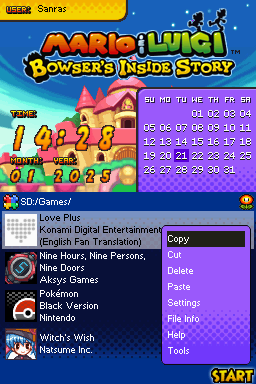 USER: Sanras
MARIO & LUIGI
BOWSER'S INSIDE STORY™
TIME:
14:28
MONTH: YEAR:
01 2025
SU MO TU WE TH FR SA
01 02 03 04
05 06 07 08 09 10 11
12 13 14 15 16 17 18
19 20 21 22 23 24 25
26 27 28 29 30 31
SD:/Games/
Love Plus
Konami Digital Entertainment
(English Fan Translation)
Nine Hours, Nine Persons,
Nine Doors
Aksys Games
Pokémon
Black Version
Nintendo
Witch's Wish
Natsume Inc.
Copy
Cut
Delete
Paste
Settings
File Info
Help
Tools
START